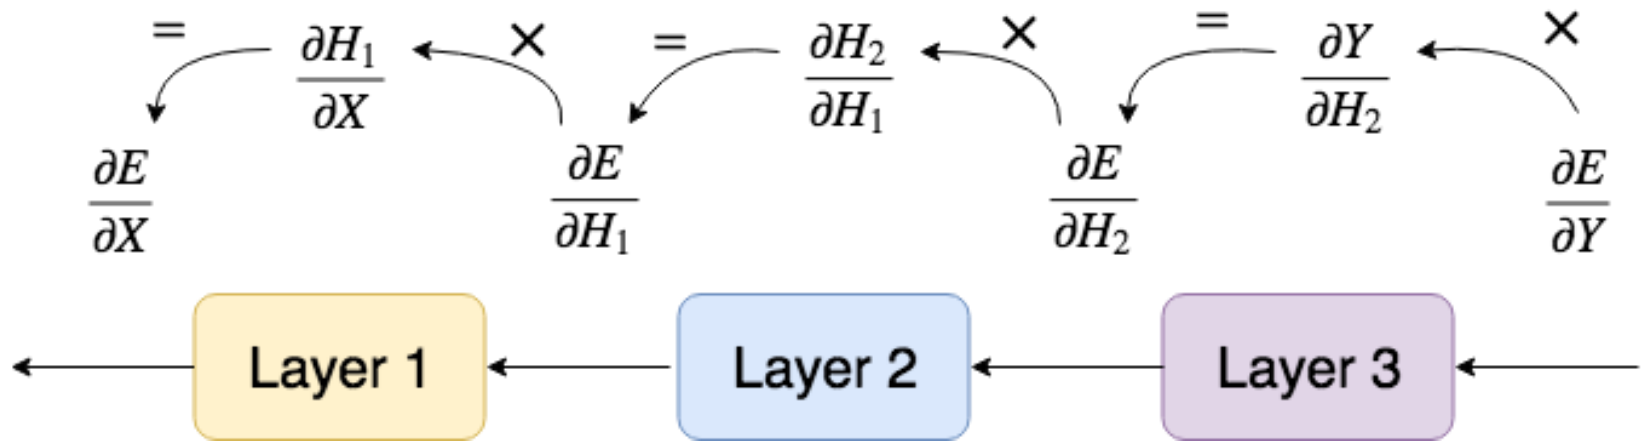 = ∂H₁/∂X × = ∂H₂/∂H₁ × = ∂Y/∂H₂ ×
∂E/∂X ∂E/∂H₁ ∂E/∂H₂ ∂E/∂Y
Layer 1 Layer 2 Layer 3